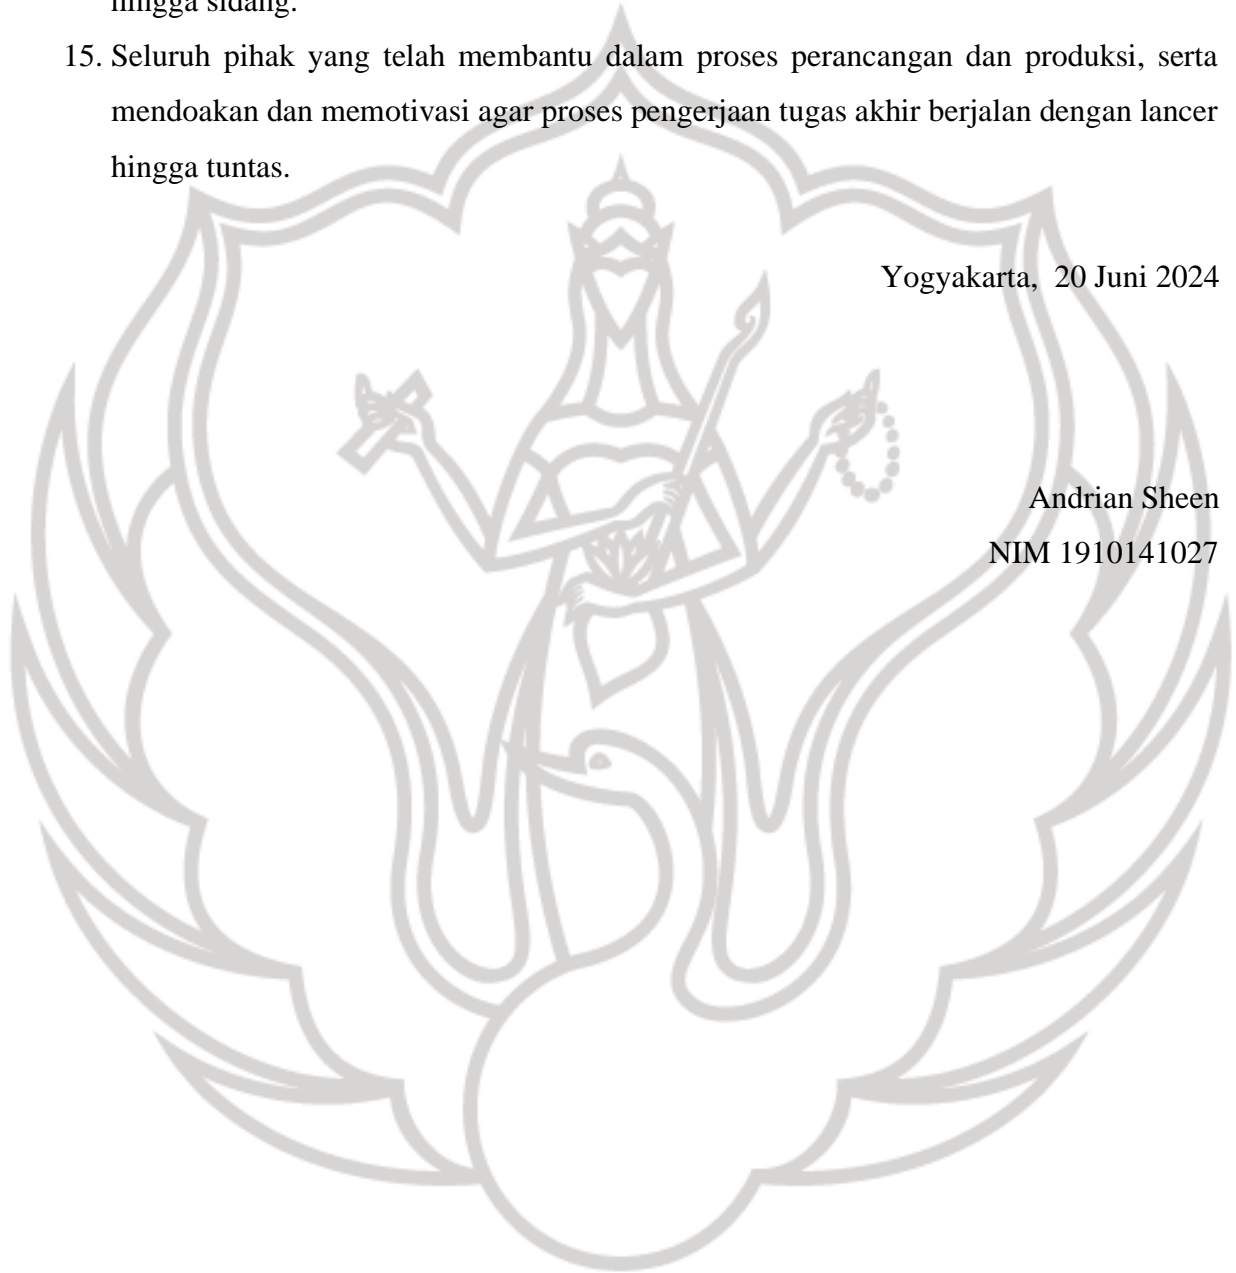 hingga sidang.
15. Seluruh pihak yang telah membantu dalam proses perancangan dan produksi, serta
mendoakan dan memotivasi agar proses pengerjaan tugas akhir berjalan dengan lancer
hingga tuntas.
Yogyakarta,  20 Juni 2024
Andrian Sheen
NIM 1910141027